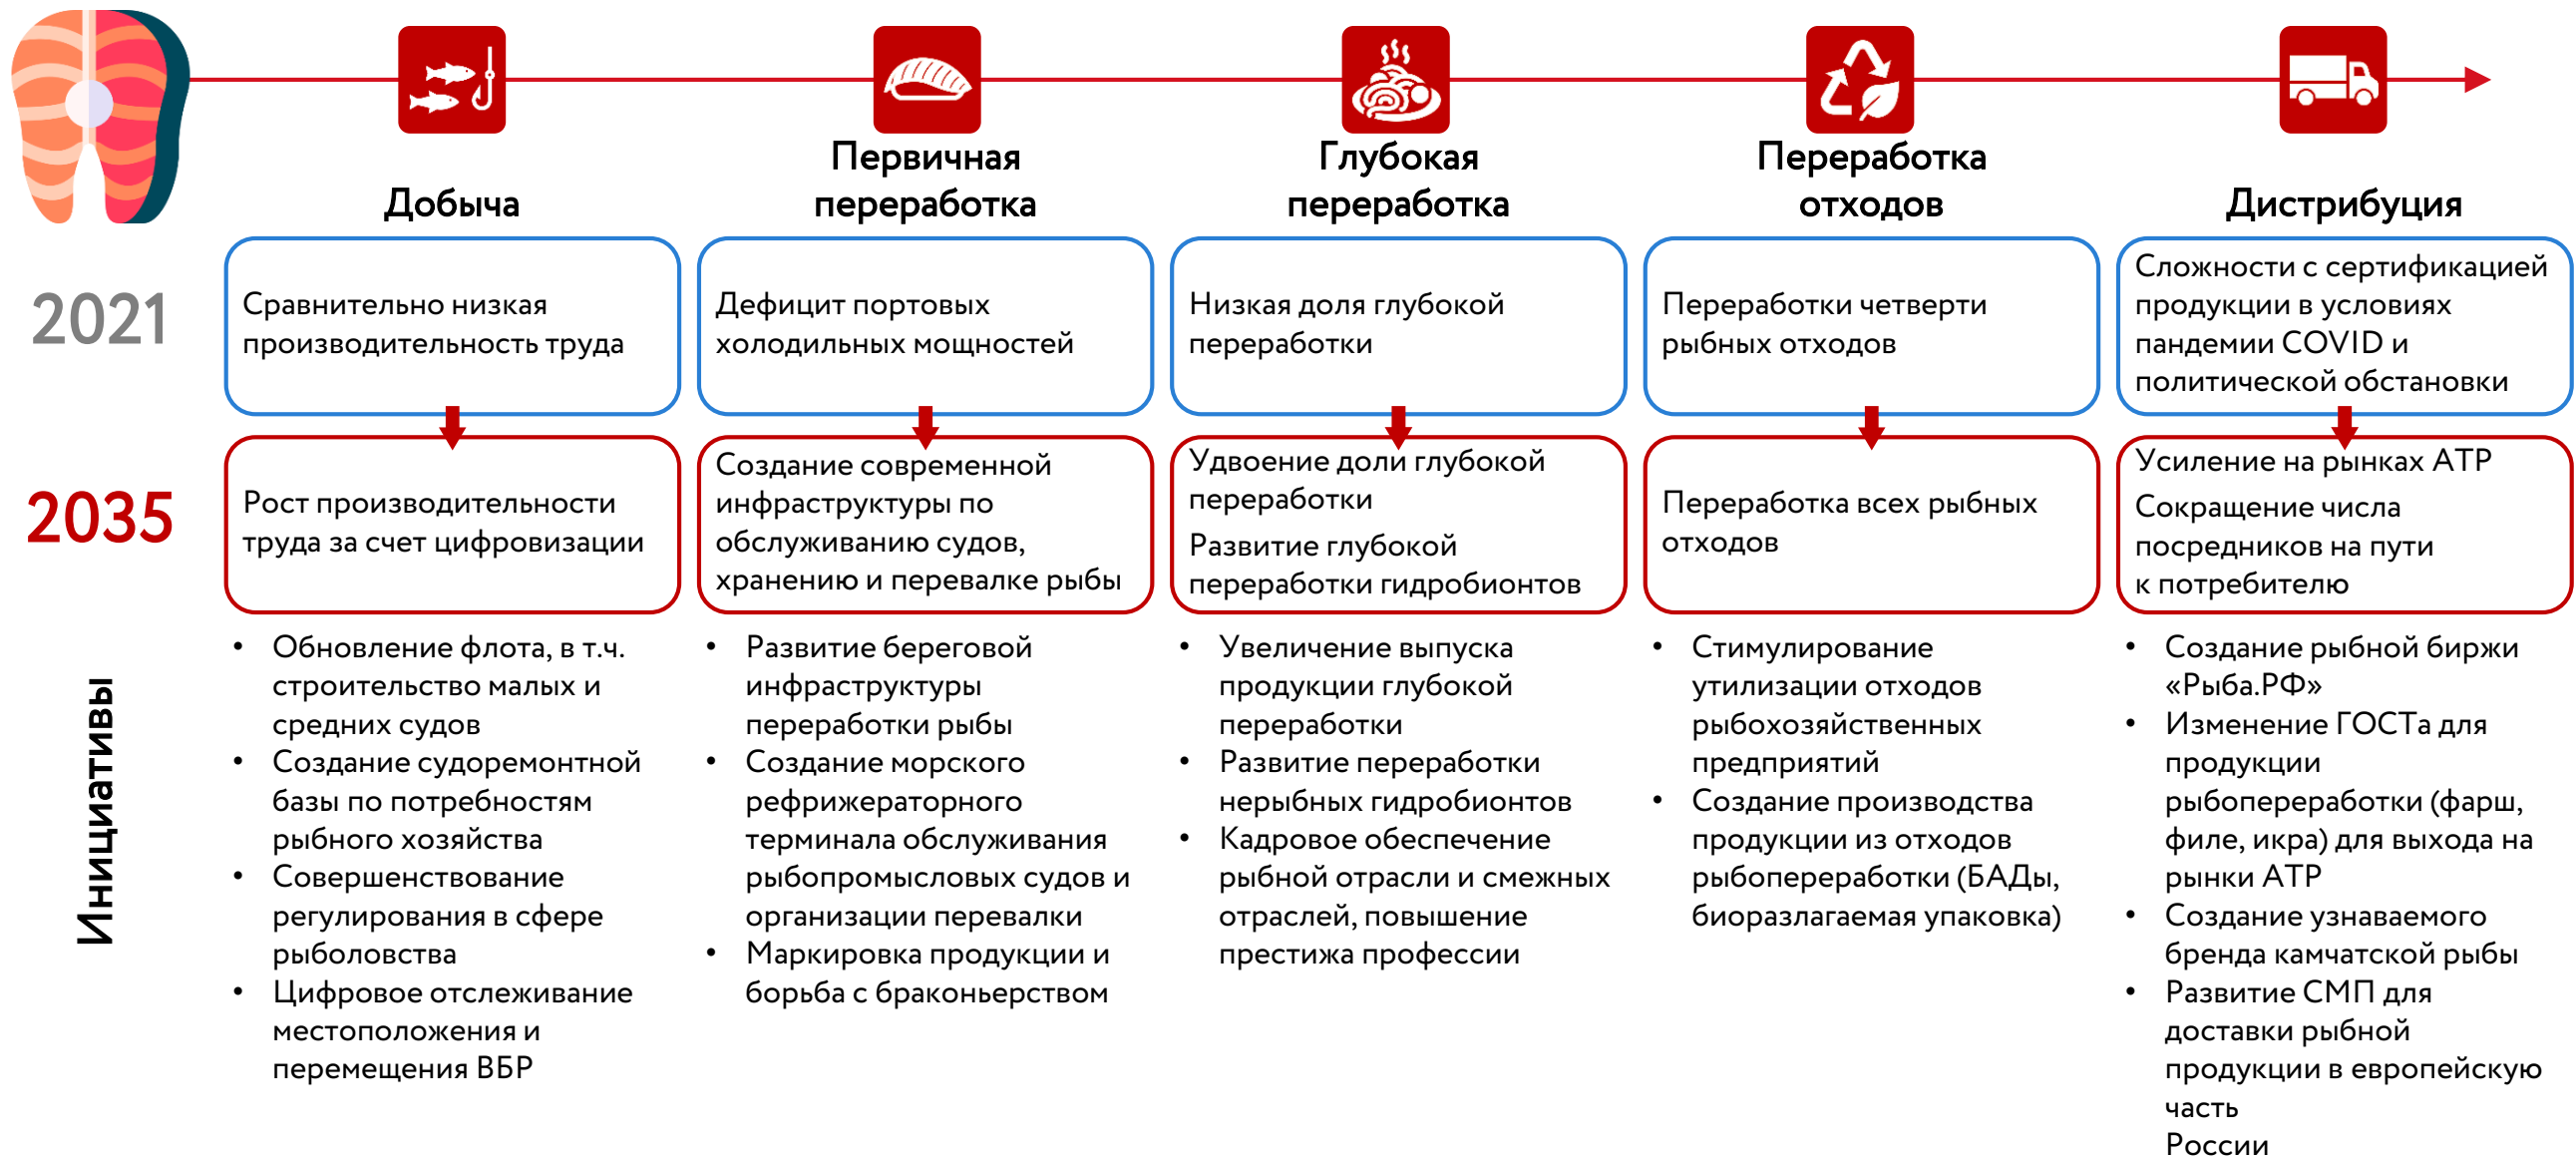 Добыча
Первичная
переработка
Глубокая
переработка
Переработка
отходов
Дистрибуция
2021
Сравнительно низкая
производительность труда
Дефицит портовых
холодильных мощностей
Низкая доля глубокой
переработки
Переработки четверти
рыбных отходов
Сложности с сертификацией
продукции в условиях
пандемии COVID и
политической обстановки
2035
Рост производительности
труда за счет цифровизации
Создание современной
инфраструктуры по
обслуживанию судов,
хранению и перевалке рыбы
Удвоение доли глубокой
переработки
Развитие глубокой
переработки гидробионтов
Переработка всех рыбных
отходов
Усиление на рынках АТР
Сокращение числа
посредников на пути
к потребителю
Инициативы
• Обновление флота, в т.ч.
строительство малых и
средних судов
• Создание судоремонтной
базы по потребностям
рыбного хозяйства
• Совершенствование
регулирования в сфере
рыболовства
• Цифровое отслеживание
местоположения и
перемещения ВБР
• Развитие береговой
инфраструктуры
переработки рыбы
• Создание морского
рефрижераторного
терминала обслуживания
рыбопромысловых судов и
организации перевалки
• Маркировка продукции и
борьба с браконьерством
• Увеличение выпуска
продукции глубокой
переработки
• Развитие переработки
нерыбных гидробионтов
• Кадровое обеспечение
рыбной отрасли и смежных
отраслей, повышение
престижа профессии
• Стимулирование
утилизации отходов
рыбохозяйственных
предприятий
• Создание производства
продукции из отходов
рыбопереработки (БАДы,
биоразлагаемая упаковка)
• Создание рыбной биржи
«Рыба.РФ»
• Изменение ГОСТа для
продукции
рыбопереработки (фарш,
филе, икра) для выхода на
рынки АТР
• Создание узнаваемого
бренда камчатской рыбы
• Развитие СМП для
доставки рыбной
продукции в европейскую
часть
России